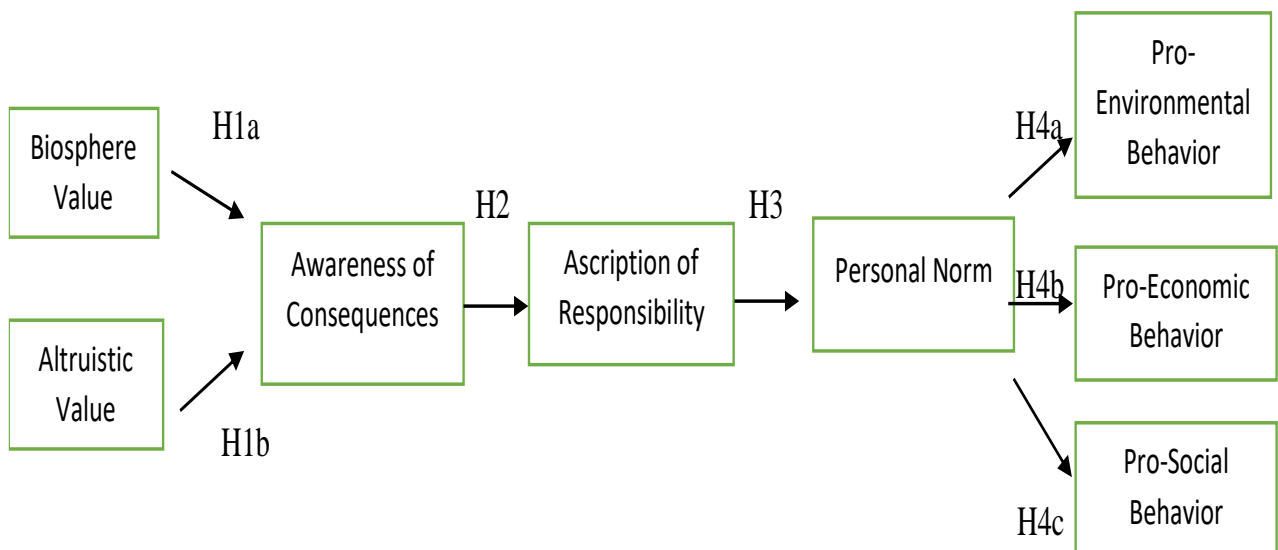 Biosphere
Value
H1a
Altruistic
Value
H1b
Awareness of
Consequences
H2
Ascription of
Responsibility
H3
Personal Norm
H4a
Pro-
Environmental
Behavior
H4b
Pro-Economic
Behavior
H4c
Pro-Social
Behavior